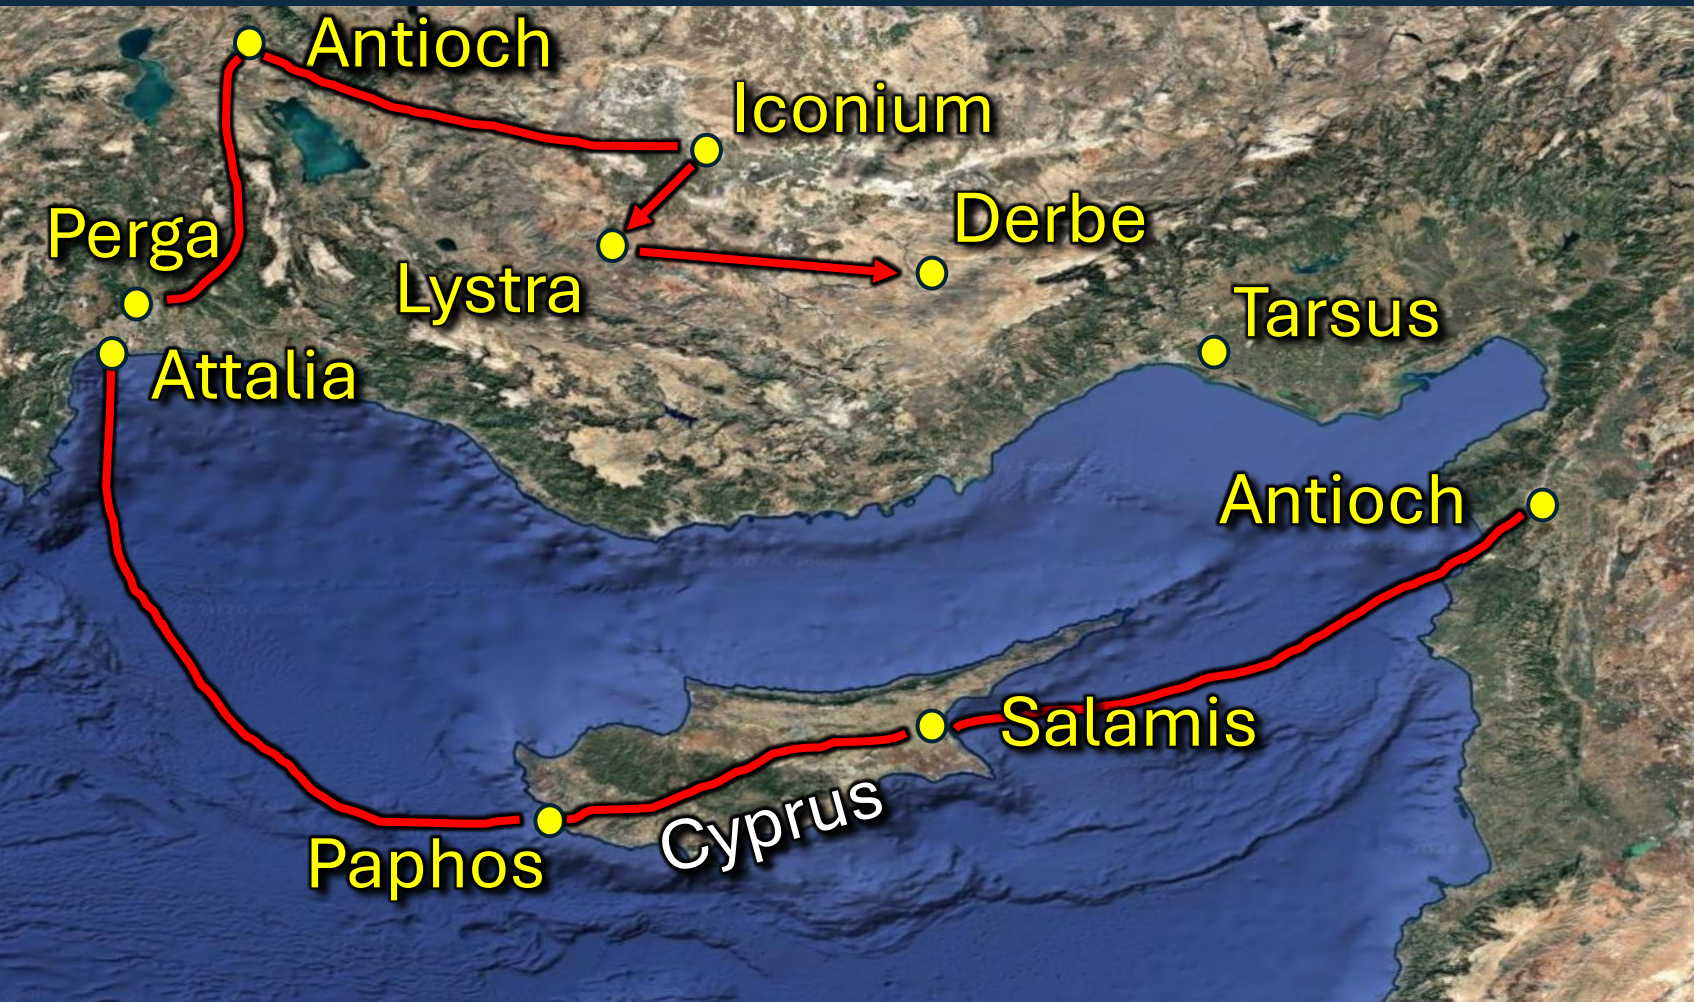 Antioch
Iconium
Derbe
Perga
Lystra
Tarsus
Attalia
Antioch
Salamis
Cyprus
Paphos